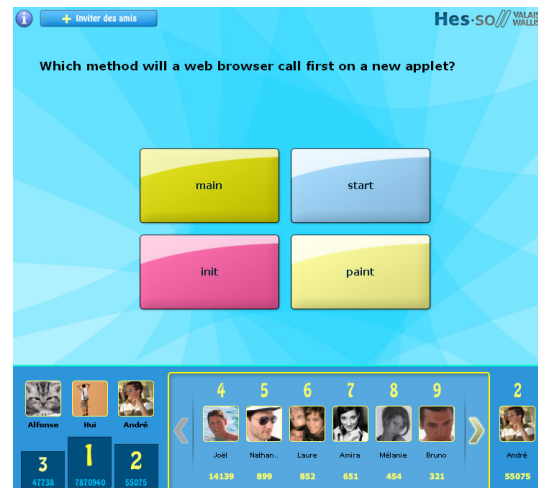 i
+ Inviter des amis
Hes·so// VALAIS
WALLIS
Which method will a web browser call first on a new applet?
main
start
init
paint
4 5 6 7 8 9 2
Alfonse Hui André
Joël Nathan.. Laure Amira Mélanie Bruno André
3 1 2
47738 7870940 55075
14139 899 852 651 454 321 55075